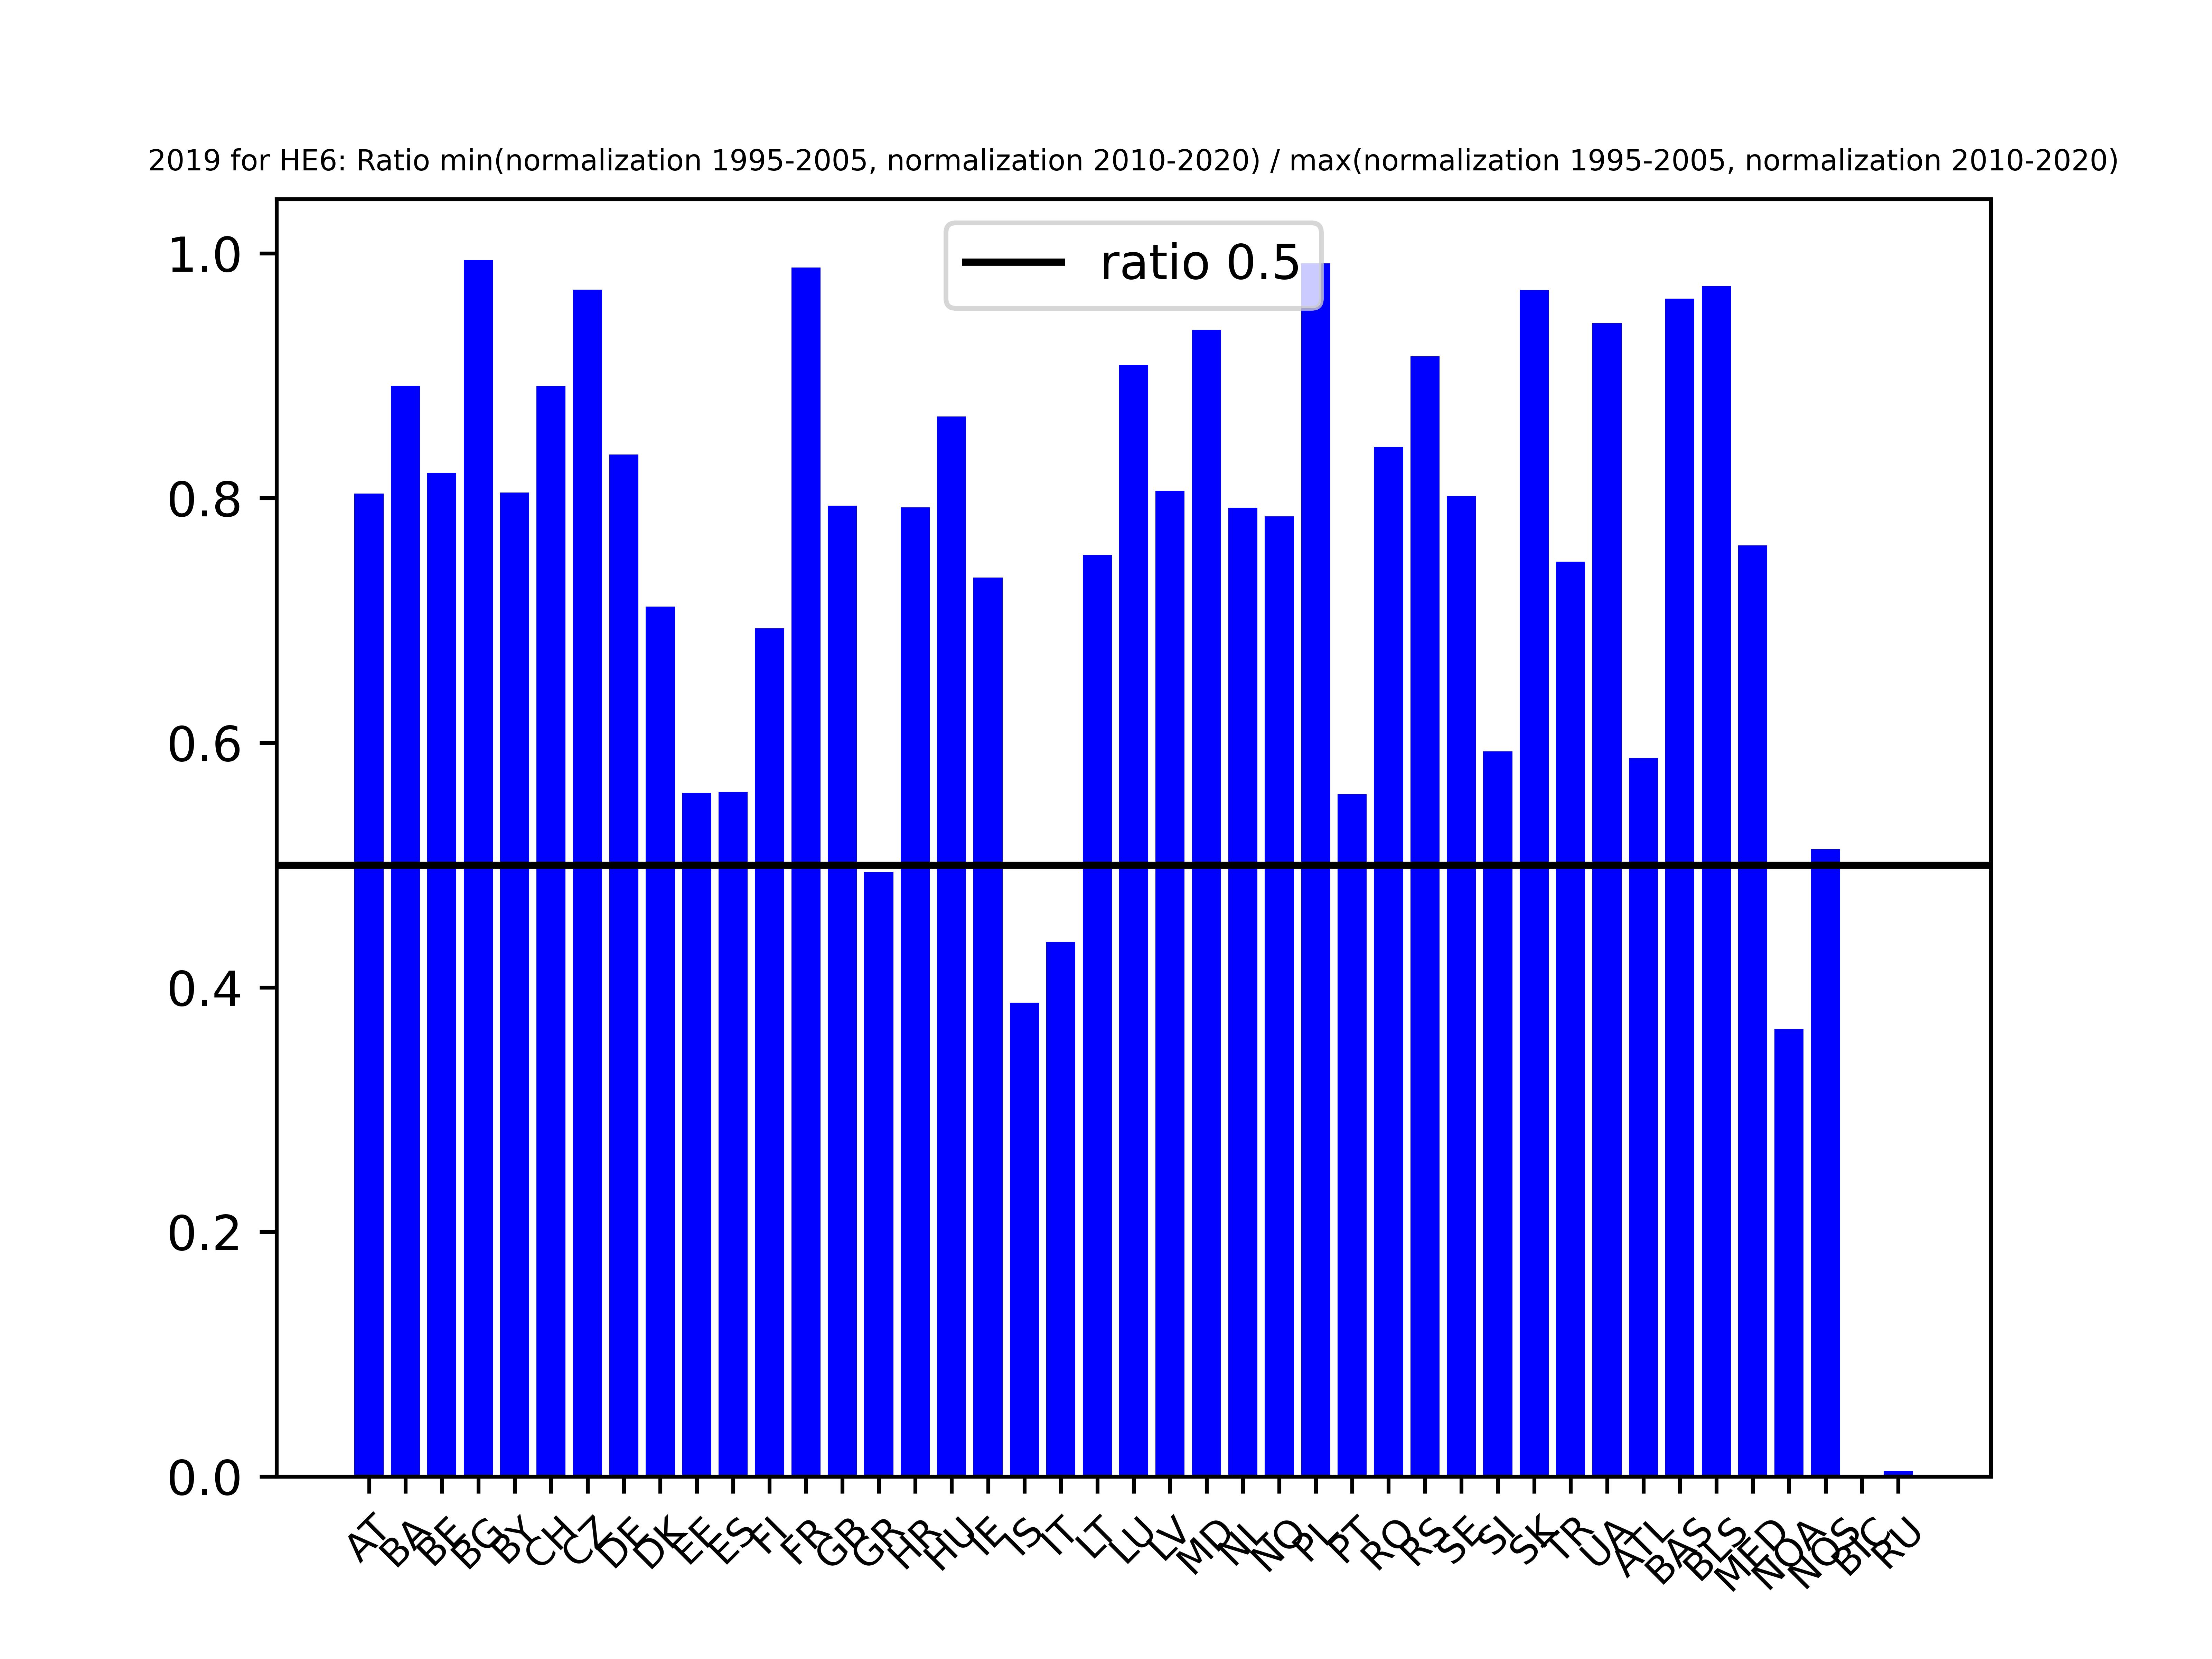 2019 for HE6: Ratio min(normalization 1995-2005, normalization 2010-2020) / max(normalization 1995-2005, normalization 2010-2020)
ratio 0.5
1.0
0.8
0.6
0.4
0.2
0.0
AT BA BE BG BY CH CZ DE DK EE ES FI FR GB GR HR HU IE IS IT LT LU LV MD NL NO PL PT RO RS SE SI SK TR UA ATL BAS BLS MED NOA NOS BIC RU